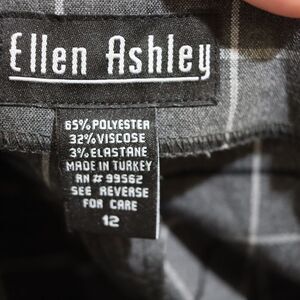 Ellen Ashley
65% POLYESTER
32% VISCOSE
3% ELASTANE
MADE IN TURKEY
RN# 99562
SEE REVERSE
FOR CARE
12